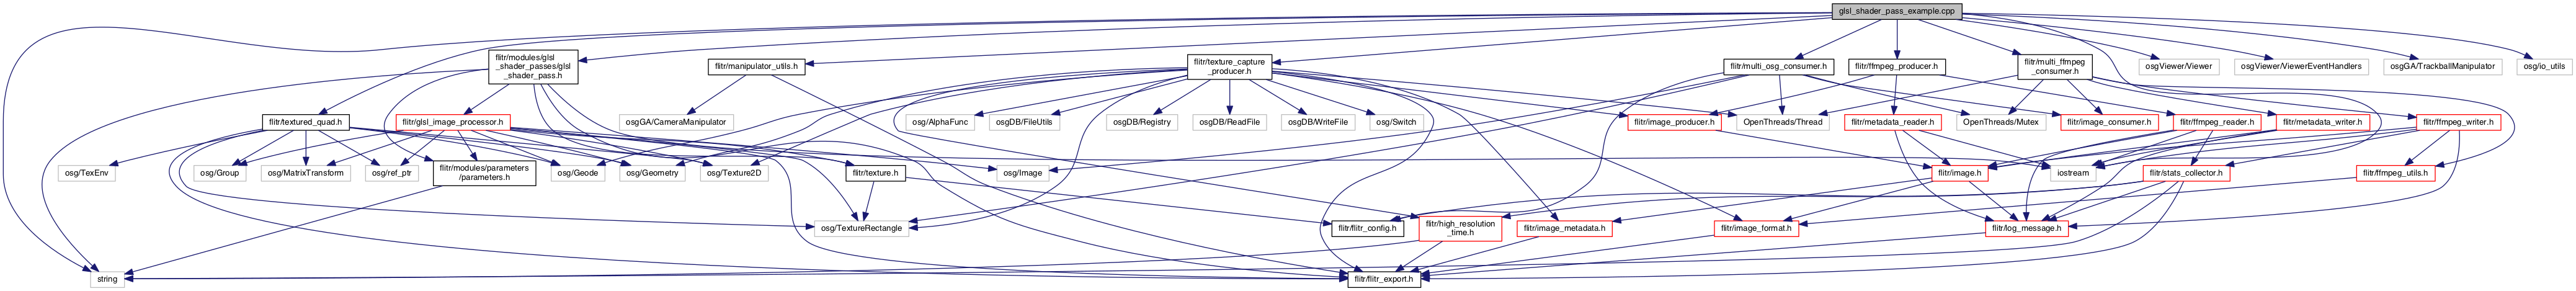 glsl_shader_pass_example.cpp
flitr/modules/glsl
_shader_passes/glsl
_shader_pass.h
flitr/manipulator_utils.h
flitr/texture_capture
_producer.h
flitr/multi_osg_consumer.h
flitr/ffmpeg_producer.h
flitr/multi_ffmpeg
_consumer.h
osgViewer/Viewer
osgViewer/ViewerEventHandlers
osgGA/TrackballManipulator
osg/io_utils
flitr/textured_quad.h
flitr/glsl_image_processor.h
osgGA/CameraManipulator
osg/AlphaFunc
osgDB/FileUtils
osgDB/Registry
osgDB/ReadFile
osgDB/WriteFile
osg/Switch
flitr/image_producer.h
OpenThreads/Thread
flitr/metadata_reader.h
OpenThreads/Mutex
flitr/image_consumer.h
flitr/ffmpeg_reader.h
flitr/metadata_writer.h
flitr/ffmpeg_writer.h
osg/TexEnv
osg/Group
osg/MatrixTransform
osg/ref_ptr
flitr/modules/parameters
/parameters.h
osg/Geode
osg/Geometry
osg/Texture2D
flitr/texture.h
osg/Image
flitr/image.h
iostream
flitr/stats_collector.h
flitr/ffmpeg_utils.h
osg/TextureRectangle
flitr/flitr_config.h
flitr/high_resolution
_time.h
flitr/image_metadata.h
flitr/image_format.h
flitr/log_message.h
string
flitr/flitr_export.h